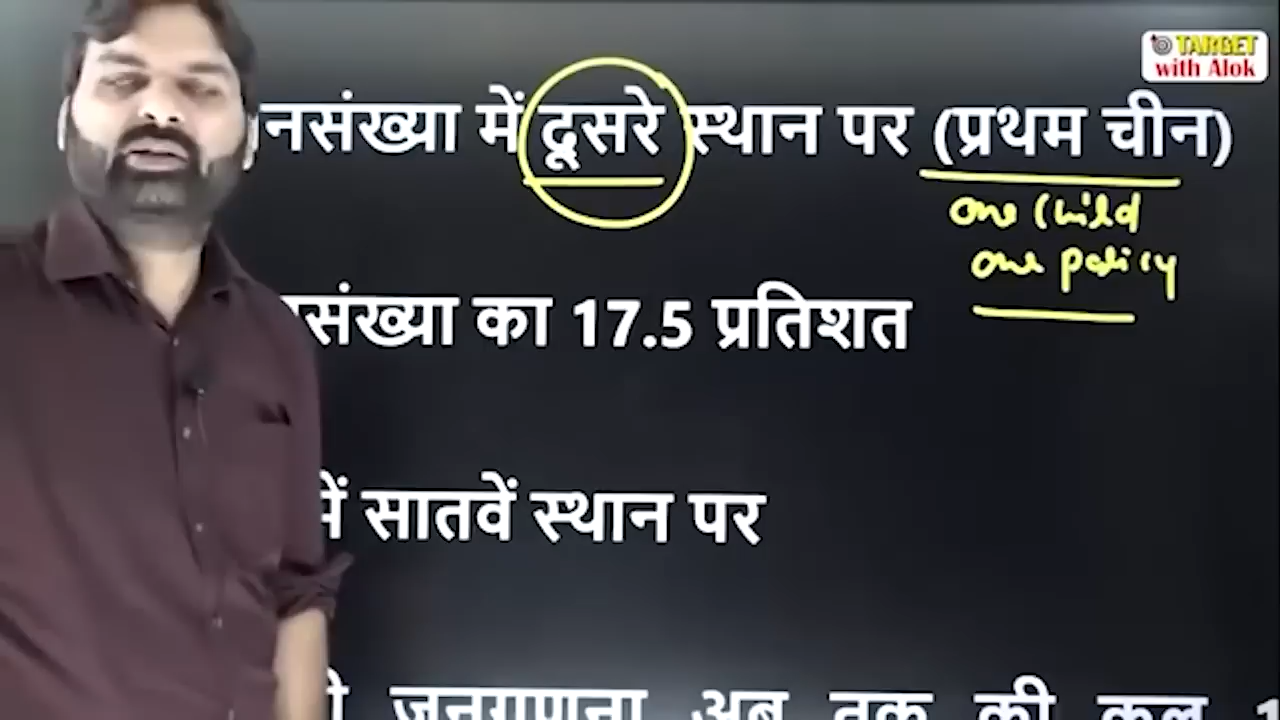 TARGET
with Alok
में दूसरे स्थान पर (प्रथम चीन)
one child
one policy
का 17.5 प्रतिशत
में सातवें स्थान पर
जनगणना अब तक की कुल